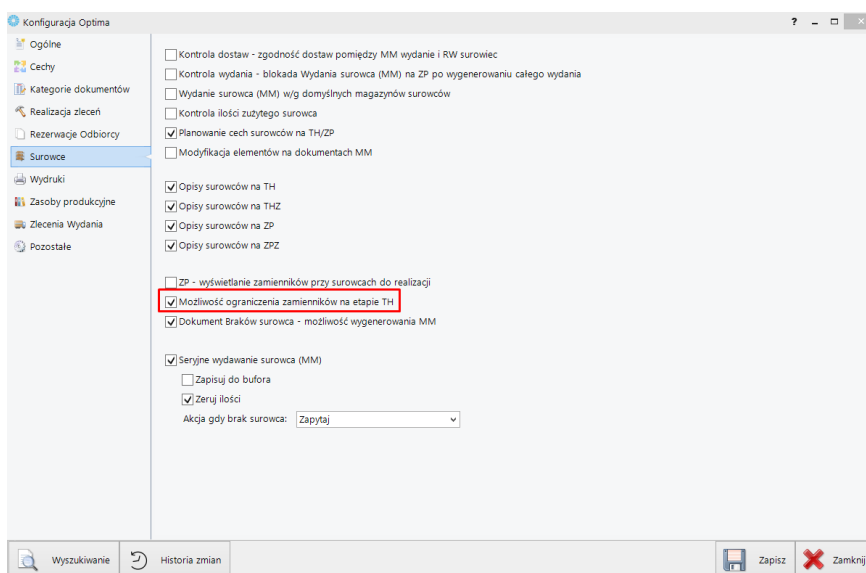 Konfiguracja Optima
?
Ogólne
Cechy
Kategorie dokumentów
Realizacja zleceń
Rezerwacje Odbiorcy
Surowce
Wydruki
Zasoby produkcyjne
Zlecenia Wydania
Pozostałe
Kontrola dostaw - zgodność dostaw pomiędzy MM wydanie i RW surowiec
Kontrola wydania - blokada Wydania surowca (MM) na ZP po wygenerowaniu całego wydania
Wydanie surowca (MM) w/g domyślnych magazynów surowców
Kontrola ilości zużytego surowca
Planowanie cech surowców na TH/ZP
Modyfikacja elementów na dokumentach MM
Opisy surowców na TH
Opisy surowców na THZ
Opisy surowców na ZP
Opisy surowców na ZPZ
ZP - wyświetlanie zamienników przy surowcach do realizacji
Możliwość ograniczenia zamienników na etapie TH
Dokument Braków surowca - możliwość wygenerowania MM
Seryjne wydawanie surowca (MM)
Zapisuj do bufora
Zeruj ilości
Akcja gdy brak surowca: Zapytaj
Wyszukiwanie
Historia zmian
Zapisz
Zamknij